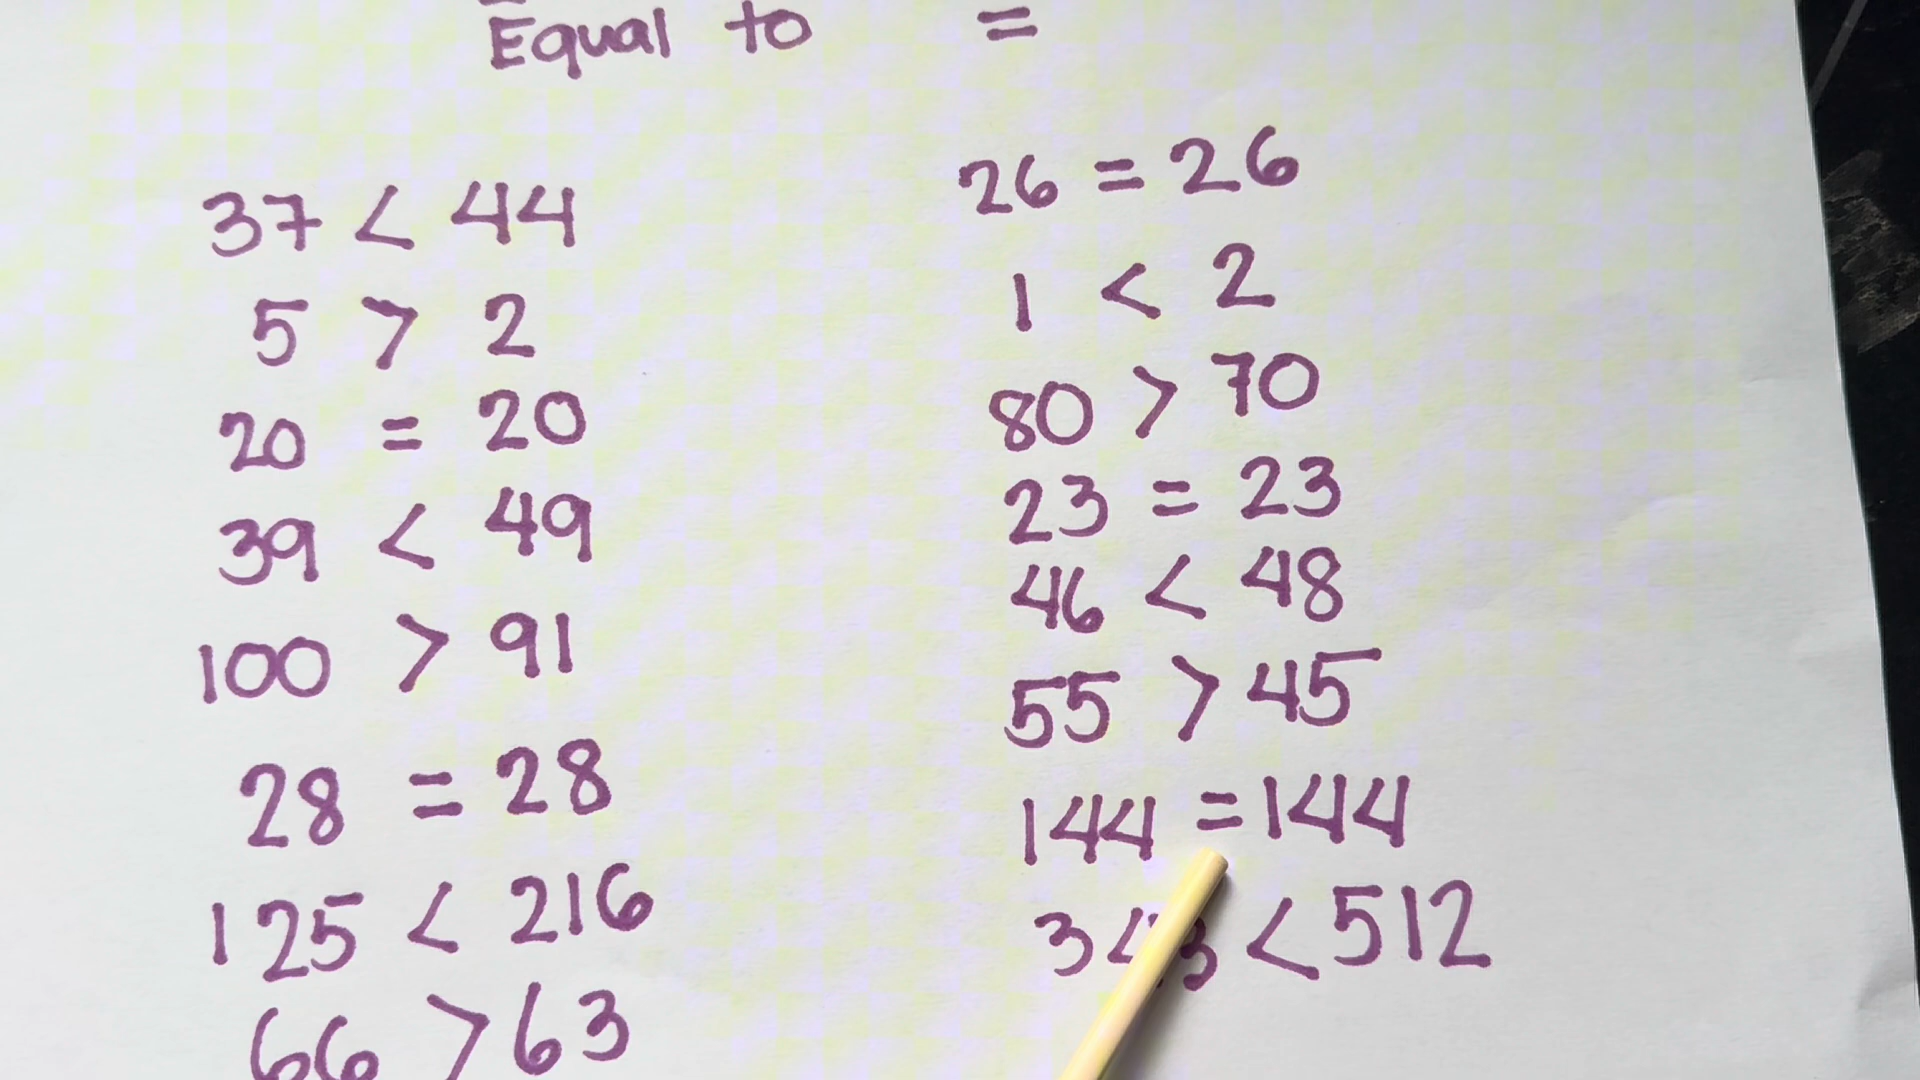 Equal to =
37 < 44
5 > 2
20 = 20
39 < 49
100 > 91
28 = 28
125 < 216
66 > 63
26 = 26
1 < 2
80 > 70
23 = 23
46 < 48
55 > 45
144 = 144
343 < 512